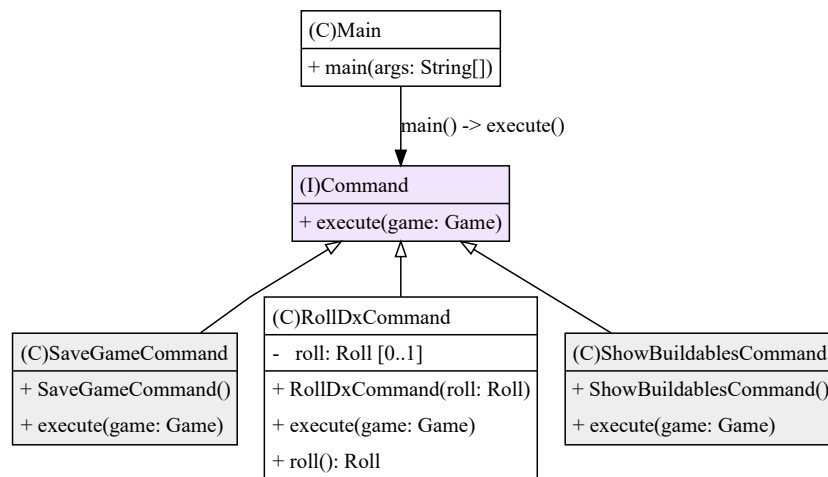 (C)Main
+ main(args: String[])
main() -> execute()
(I)Command
+ execute(game: Game)
(C)SaveGameCommand
+ SaveGameCommand()
+ execute(game: Game)
(C)RollDxCommand
- roll: Roll [0..1]
+ RollDxCommand(roll: Roll)
+ execute(game: Game)
+ roll(): Roll
(C)ShowBuildablesCommand
+ ShowBuildablesCommand()
+ execute(game: Game)